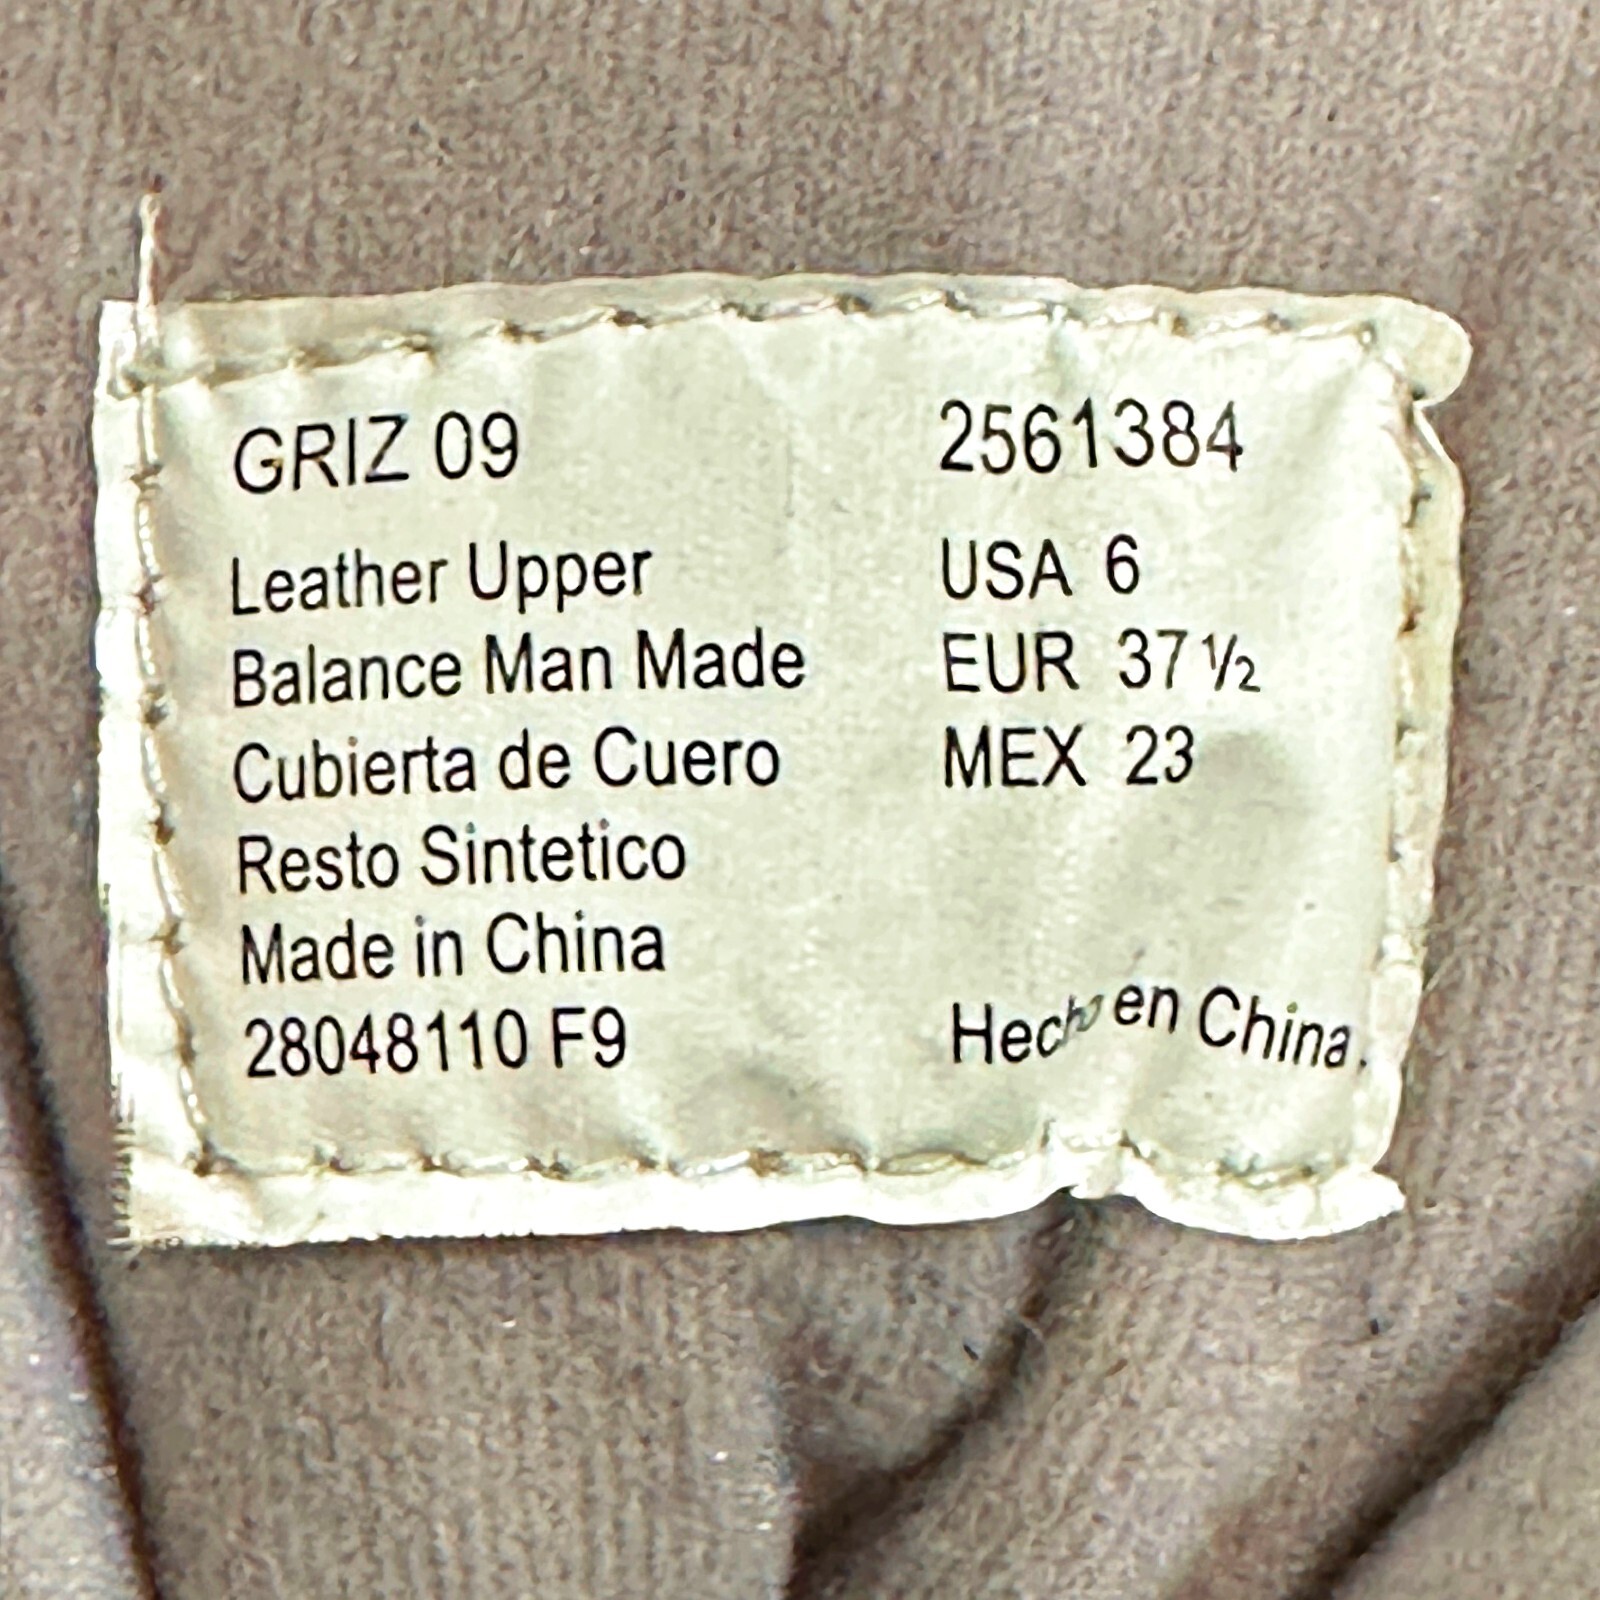 GRIZ 09 2561384
Leather Upper USA 6
Balance Man Made EUR 37 ½
Cubierta de Cuero MEX 23
Resto Sintetico
Made in China
28048110 F9 Hecho en China.